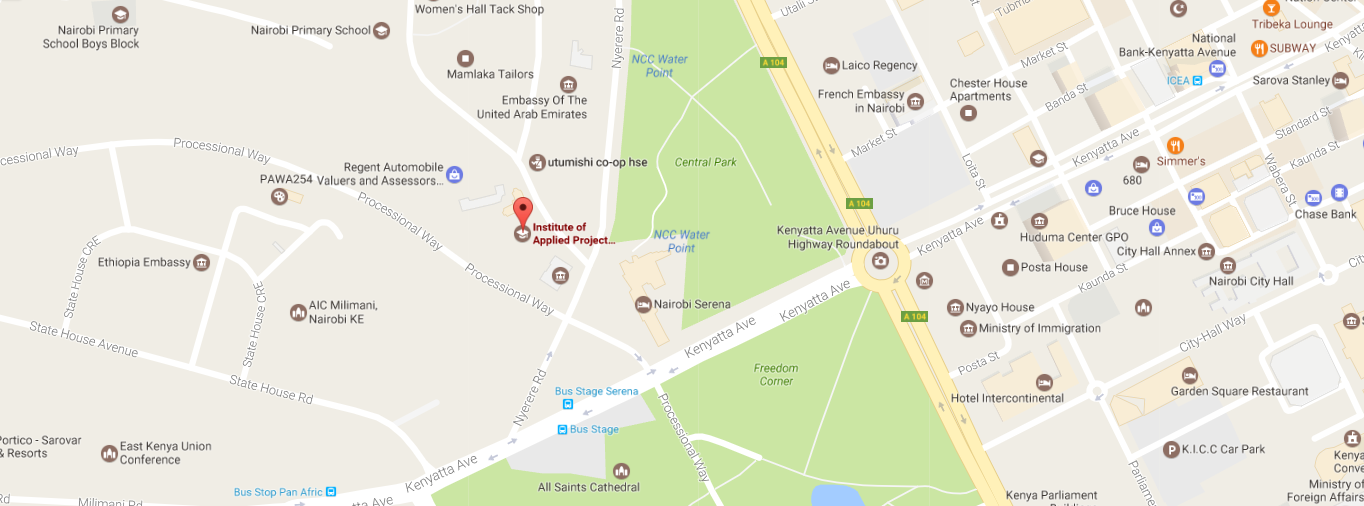 Women's Hall Tack Shop
Nairobi Primary
School Boys Block
Nairobi Primary School
Mamlaka Tailors
Embassy Of The
United Arab Emirates
Nyerere Rd
NCC Water
Point
A 104
Utalii St
Laico Regency
French Embassy
in Nairobi
Market St
Market St
Banda St
Chester House
Apartments
National
Bank-Kenyatta Avenue
ICEA
Tribeka Lounge
SUBWAY
Sarova Stanley
Kenyatta Ave
Standard St
Kaunda St
Simmer's
680
Loita St
Wabera St
Bruce House
Chase Bank
Processional Way
Processional Way
Regent Automobile
Valuers and Assessors...
PAWA254
utumishi co-op hse
Central Park
A 104
Institute of
Applied Project...
NCC Water
Point
Kenyatta Avenue Uhuru
Highway Roundabout
Kenyatta Ave
Huduma Center GPO
City Hall Annex
Posta House
Kaunda St
Nairobi City Hall
Processional Way
Processional Way
State House CRE
Ethiopia Embassy
State House CRE
AIC Milimani,
Nairobi KE
Nairobi Serena
Kenyatta Ave
Kenyatta Ave
A 104
Nyayo House
Ministry of Immigration
City-Hall Way
Posta St
State House Avenue
State House Rd
Nyerere Rd
Freedom
Corner
Bus Stage Serena
Bus Stage
Processional Way
Hotel Intercontinental
Garden Square Restaurant
K.I.C.C Car Park
Portico - Sarovar
& Resorts
East Kenya Union
Conference
Kenyatta Ave
All Saints Cathedral
Bus Stop Pan Afric
Milimani Rd
Kenya Parliament
Parliament
Ministry of
Foreign Affairs